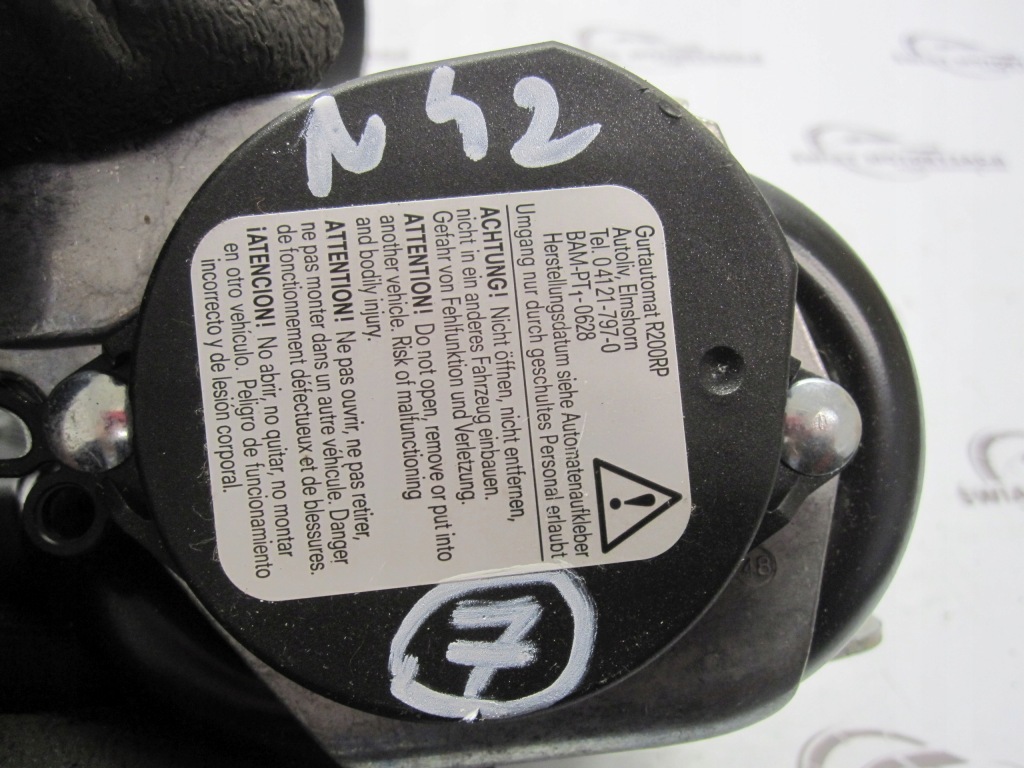 N 42
Gurtautomat R200RP
Autoliv, Elmshorn
Tel. 0 41 21-797-0
BAM-PT₁- 0628
Herstellungsdatum siehe Automatenaufkleber
Umgang nur durch geschultes Personal erlaubt
ACHTUNG! Nicht öffnen, nicht entfernen,
nicht in ein anderes Fahrzeug einbauen.
Gefahr von Fehlfunktion und Verletzung.
ATTENTION! Do not open, remove or put into
another vehicle. Risk of malfunctioning
and bodily injury.
ATTENTION! Ne pas ouvrir, ne pas retirer,
ne pas monter dans un autre véhicule. Danger
de fonctionnement défectueux et de blessures.
¡ATENCION! No abrir, no quitar, no montar
en otro vehículo. Peligro de funcionamiento
incorrecto y de lesión corporal.